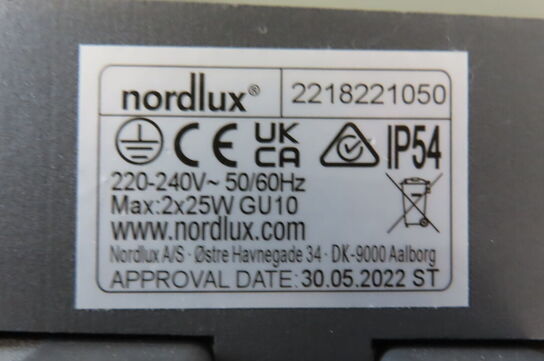 nordlux® 2218221050
CE UK CA IP54
220-240V~ 50/60Hz
Max:2x25W GU10
www.nordlux.com
Nordlux A/S · Østre Havnegade 34 · DK-9000 Aalborg
APPROVAL DATE: 30.05.2022 ST